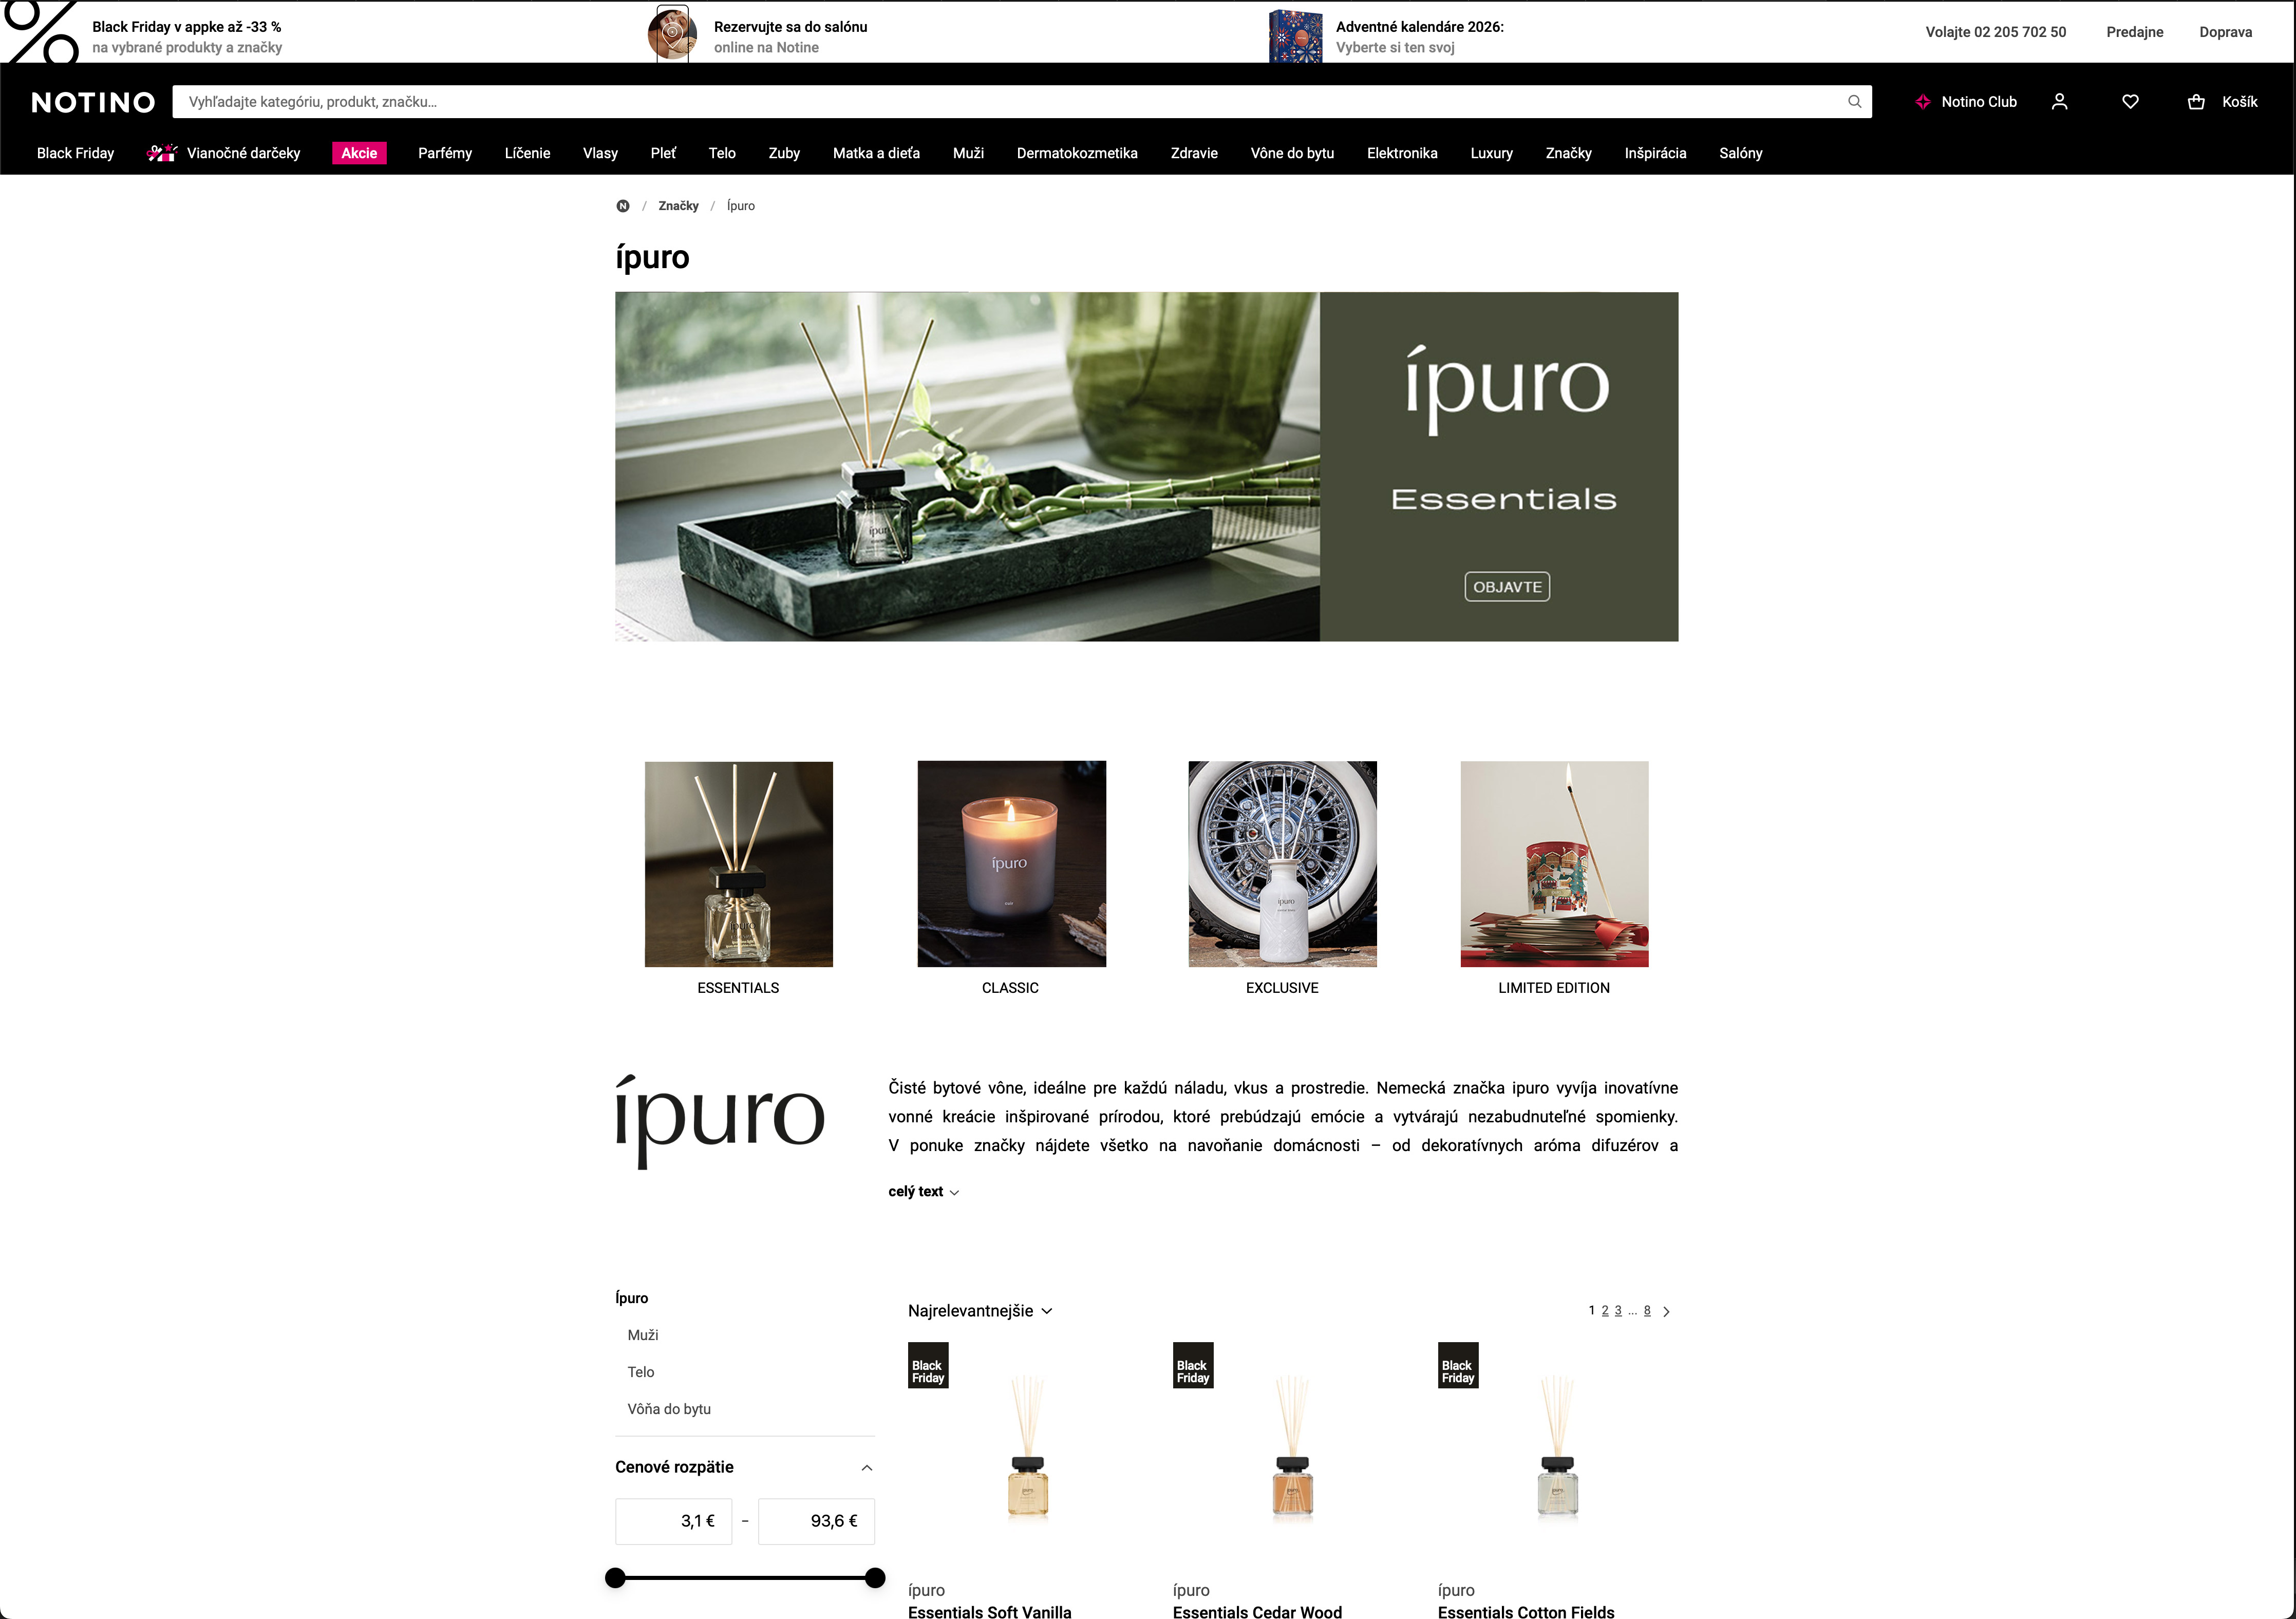 Black Friday v appke až -33 %
na vybrané produkty a značky
Rezervujte sa do salónu
online na Notine
Adventné kalendáre 2026:
Vyberte si ten svoj
Volajte 02 205 702 50
Predajne
Doprava
NOTINO
Vyhľadajte kategóriu, produkt, značku...
Notino Club
Košík
Black Friday
Vianočné darčeky
Akcie
Parfémy
Líčenie
Vlasy
Pleť
Telo
Zuby
Matka a dieťa
Muži
Dermatokozmetika
Zdravie
Vône do bytu
Elektronika
Luxury
Značky
Inšpirácia
Salóny
N / Značky / Ípuro
ípuro
ípuro
ípuro
Essentials
OBJAVTE
ípuro
ípuro
ípuro
ESSENTIALS
CLASSIC
EXCLUSIVE
LIMITED EDITION
ípuro
Čisté bytové vône, ideálne pre každú náladu, vkus a prostredie. Nemecká značka ipuro vyvíja inovatívne
vonné kreácie inšpirované prírodou, ktoré prebúdzajú emócie a vytvárajú nezabudnuteľné spomienky.
V ponuke značky nájdete všetko na navoňanie domácnosti – od dekoratívnych aróma difuzérov a
celý text
Ípuro
Muži
Telo
Vôňa do bytu
Cenové rozpätie
3,1 € – 93,6 €
Najrelevantnejšie
1 2 3 ... 8
Black
Friday
Black
Friday
Black
Friday
ípuro
Essentials Soft Vanilla
ípuro
Essentials Cedar Wood
ípuro
Essentials Cotton Fields